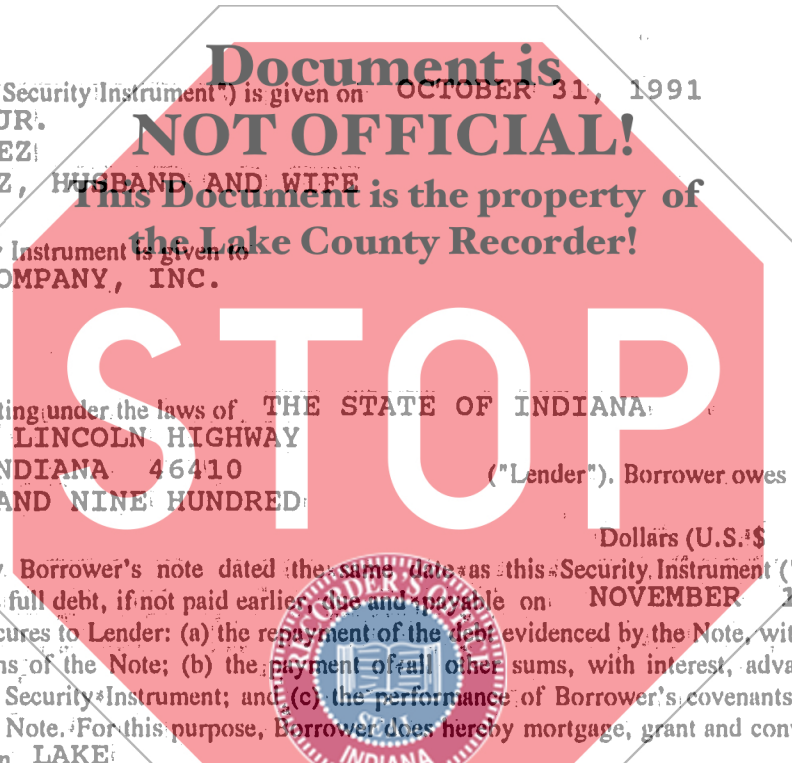 Document is
Security Instrument") is given on OCTOBER 31, 1991
JR.
NOT OFFICIAL!
EZ
Z, HUSBAND AND WIFE
This Document is the property of
the Lake County Recorder!
Instrument is given to
OMPANY, INC.
STOP
ting under the laws of THE STATE OF INDIANA
LINCOLN HIGHWAY
NDIANA 46410 ("Lender"). Borrower owes
AND NINE HUNDRED
Dollars (U.S. $
Borrower's note dated the same date as this Security Instrument ("
full debt, if not paid earlier, due and payable on NOVEMBER
cures to Lender: (a) the repayment of the debt evidenced by the Note, wit
ns of the Note; (b) the payment of all other sums, with interest, adva
Security Instrument; and (c) the performance of Borrower's covenants
Note. For this purpose, Borrower does hereby mortgage, grant and con
LAKE
RECORDER'S OFFICE
SEAL
INDIANA